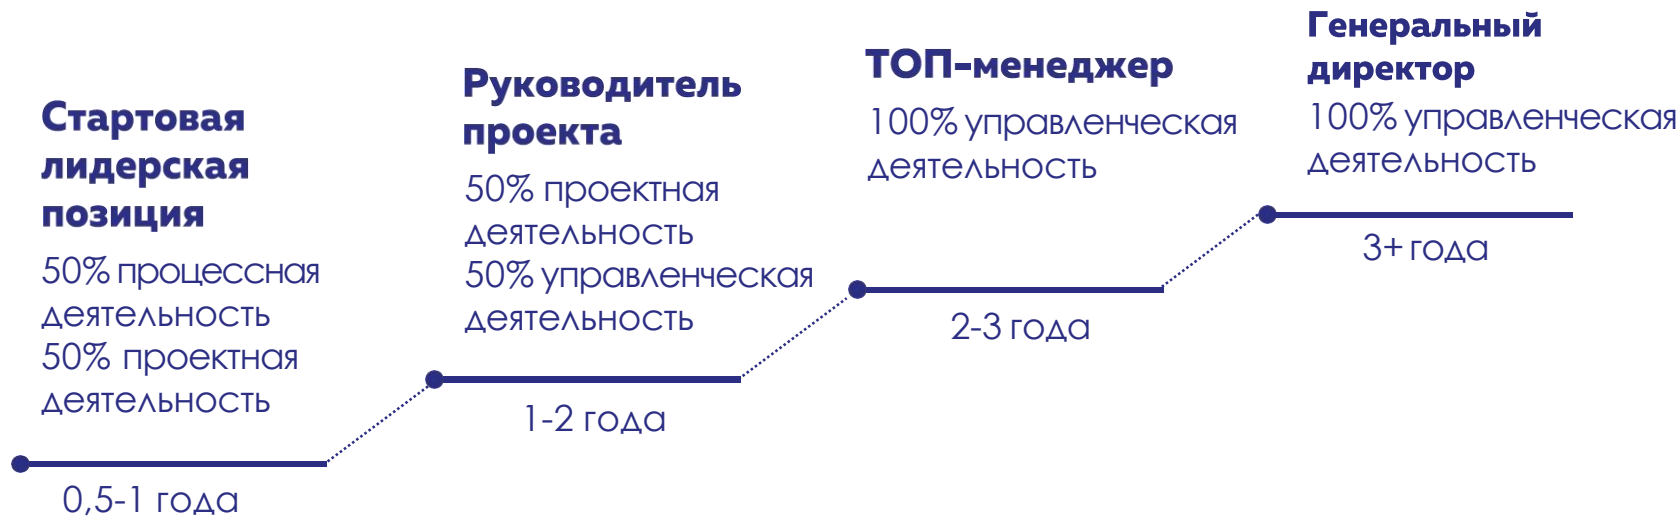 Стартовая
лидерская
позиция
50% процессная
деятельность
50% проектная
деятельность
0,5-1 года
Руководитель
проекта
50% проектная
деятельность
50% управленческая
деятельность
1-2 года
ТОП-менеджер
100% управленческая
деятельность
2-3 года
Генеральный
директор
100% управленческая
деятельность
3+ года